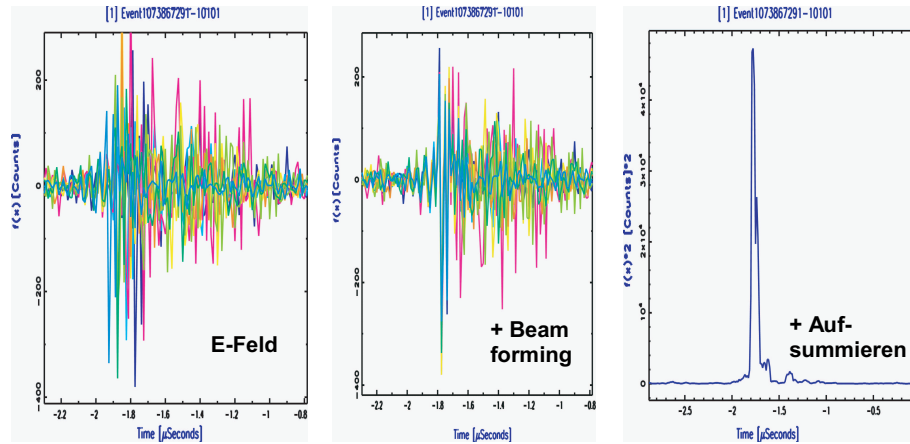 [1] Event1073867291-10101
f(x) [Counts]
200
0
-200
-400
-2.2 -2 -1.8 -1.6 -1.4 -1.2 -1 -0.8
Time [μSeconds]
E-Feld
[1] Event1073867291-10101
f(x) [Counts]
200
0
-200
-400
-2.2 -2 -1.8 -1.6 -1.4 -1.2 -1 -0.8
Time [μSeconds]
+ Beam
forming
[1] Event1073867291-10101
f(x)^2 [Counts]^2
4×10⁴
3×10⁴
2×10⁴
10⁴
0
-2.5 -2 -1.5 -1 -0.5
Time [μSeconds]
+ Auf-
summieren